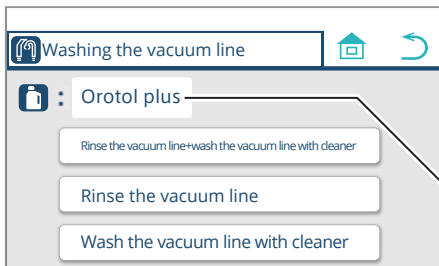 Washing the vacuum line
: Orotol plus
Rinse the vacuum line+wash the vacuum line with cleaner
Rinse the vacuum line
Wash the vacuum line with cleaner